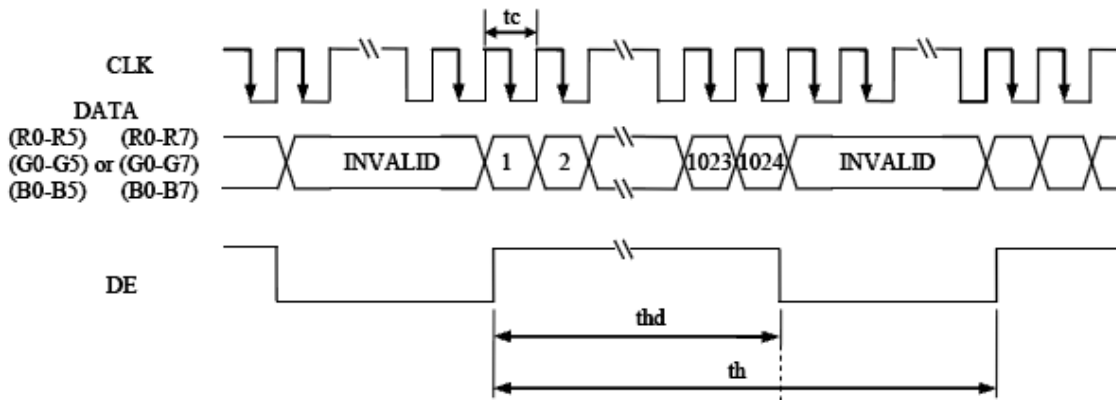 tc
CLK
DATA
(R0-R5) (R0-R7)
(G0-G5) or (G0-G7)
(B0-B5) (B0-B7)
INVALID 1 2 1023 1024 INVALID
DE
thd
th